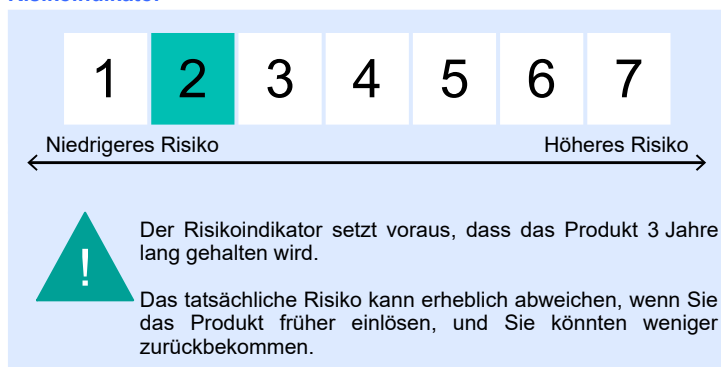 Risikoindikator
1 2 3 4 5 6 7
Niedrigeres Risiko Höheres Risiko
!
Der Risikoindikator setzt voraus, dass das Produkt 3 Jahre
lang gehalten wird.
Das tatsächliche Risiko kann erheblich abweichen, wenn Sie
das Produkt früher einlösen, und Sie könnten weniger
zurückbekommen.